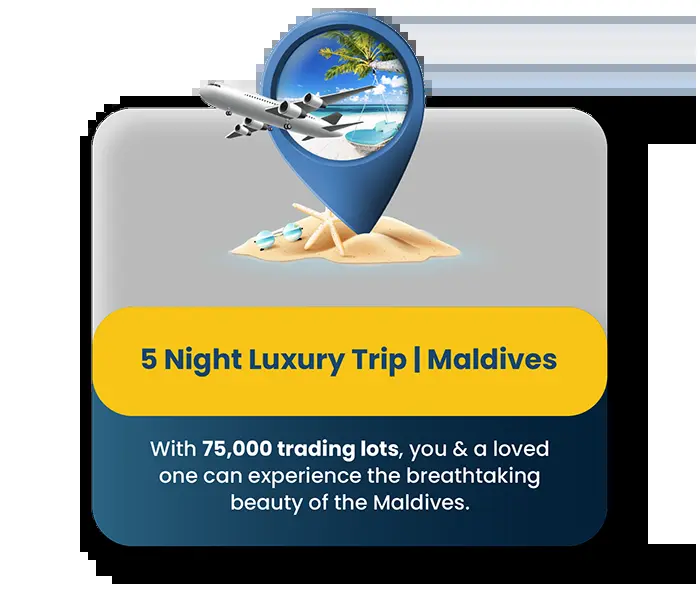 5 Night Luxury Trip | Maldives
With 75,000 trading lots, you & a loved
one can experience the breathtaking
beauty of the Maldives.